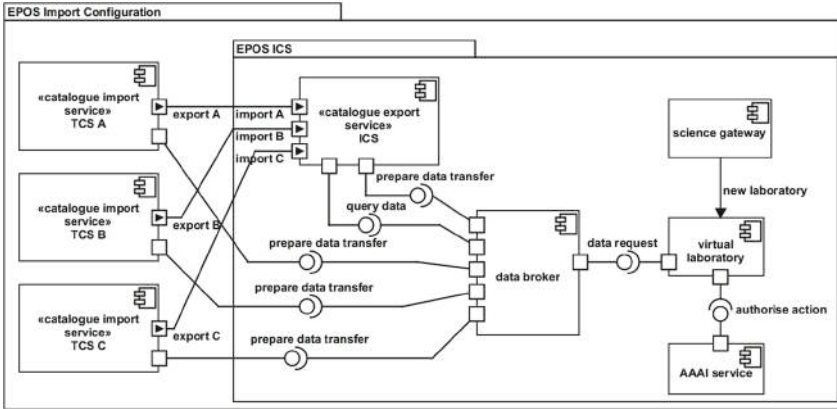 EPOS Import Configuration
EPOS ICS
«catalogue import
service»
TCS A
export A
import A
import B
import C
«catalogue export
service»
ICS
science gateway
prepare data transfer
new laboratory
query data
«catalogue import
service»
TCS B
export B
prepare data transfer
data request
virtual
laboratory
data broker
prepare data transfer
«catalogue import
service»
TCS C
export C
authorise action
prepare data transfer
AAAI service